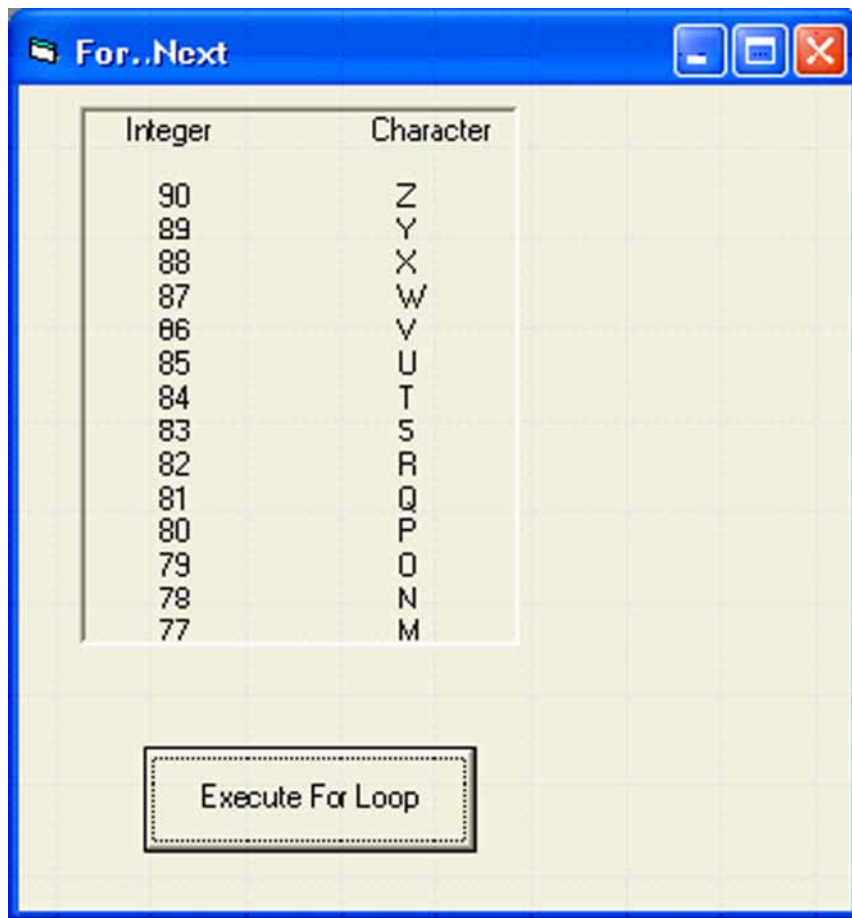 For..Next
Integer Character
90 Z
89 Y
88 X
87 W
86 V
85 U
84 T
83 S
82 R
81 Q
80 P
79 O
78 N
77 M
Execute For Loop